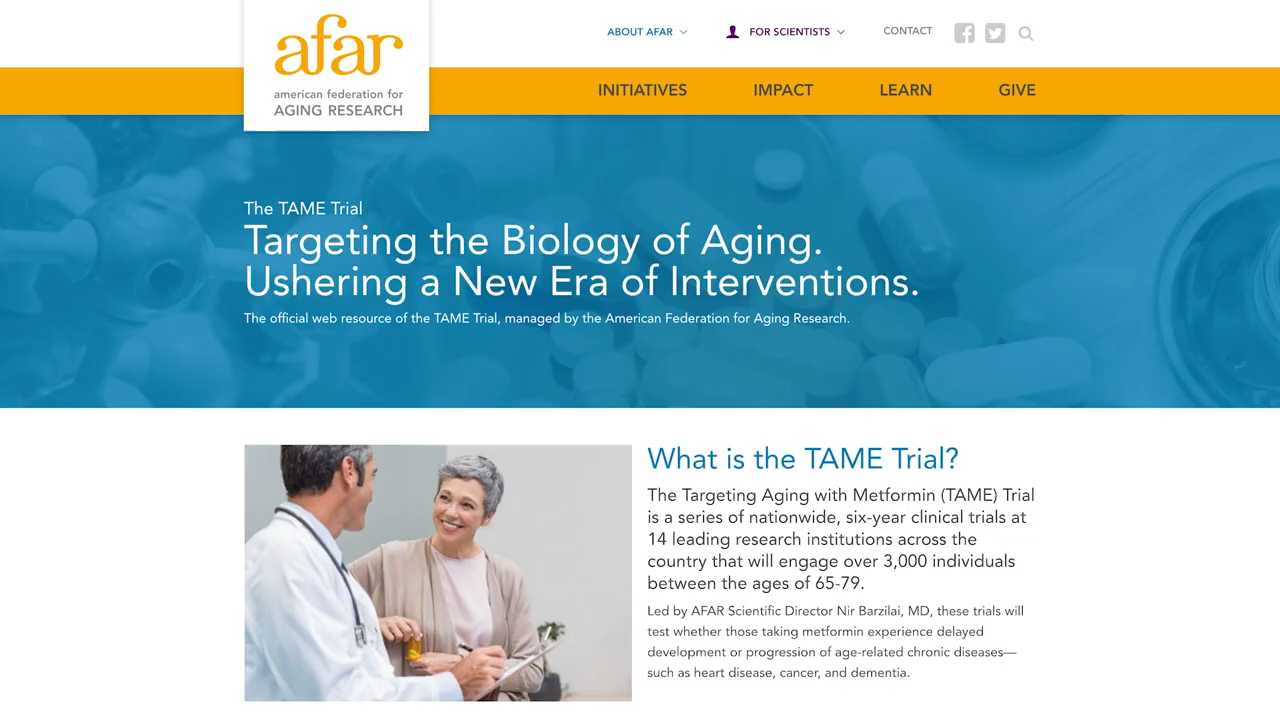 afar
american federation for
AGING RESEARCH
ABOUT AFAR
FOR SCIENTISTS
CONTACT
INITIATIVES
IMPACT
LEARN
GIVE
The TAME Trial
Targeting the Biology of Aging.
Ushering a New Era of Interventions.
The official web resource of the TAME Trial, managed by the American Federation for Aging Research.
What is the TAME Trial?
The Targeting Aging with Metformin (TAME) Trial
is a series of nationwide, six-year clinical trials at
14 leading research institutions across the
country that will engage over 3,000 individuals
between the ages of 65-79.
Led by AFAR Scientific Director Nir Barzilai, MD, these trials will
test whether those taking metformin experience delayed
development or progression of age-related chronic diseases—
such as heart disease, cancer, and dementia.